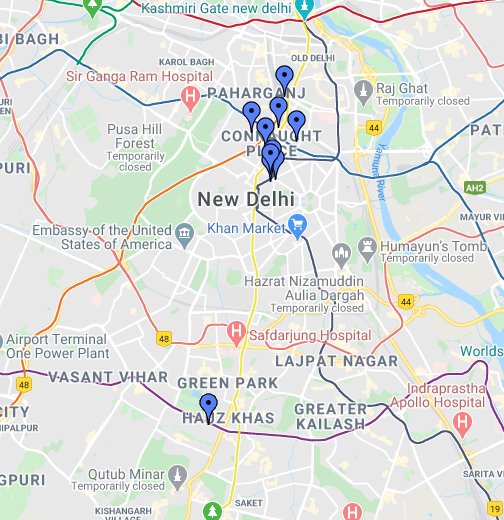 Kashmiri Gate new delhi
BI BAGH
KAROL BAGH
OLD DELHI
Sir Ganga Ram Hospital
PAHARGANJ
Raj Ghat
Temporarily closed
44
Pusa Hill
Forest
Temporarily
closed
CONNAUGHT
PLACE
PAT
PURI
Yamuna River
AH2
New Delhi
MAYUR VI
Embassy of the United
States of America
Khan Market
Humayun's Tomb
Temporarily closed
Hazrat Nizamuddin
Aulia Dargah
Temporarily closed
44
48
Safdarjung Hospital
Airport Terminal
One Power Plant
Worlds
LAJPAT NAGAR
VASANT VIHAR
48
GREEN PARK
Indraprastha
Apollo Hospital
CITY
HIPALPUR
HAUZ KHAS
GREATER
KAILASH
Qutub Minar
Temporarily closed
SARITA V
NGPURI
KISHANGARH
VILLAGE
SAKET
19